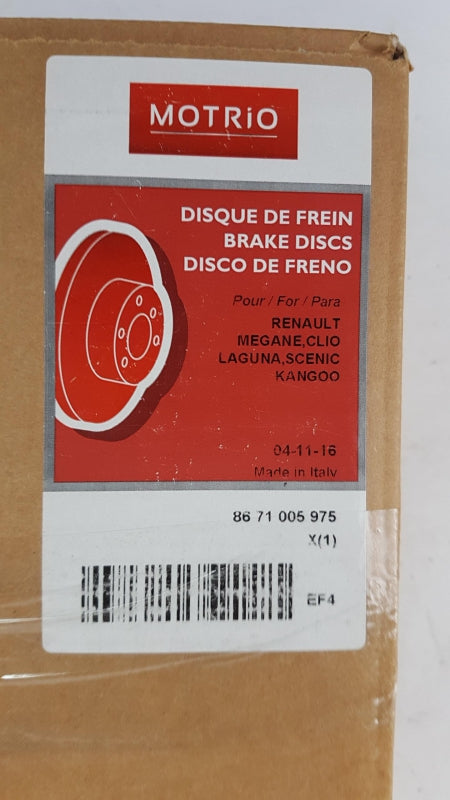 MOTRiO
DISQUE DE FREIN
BRAKE DISCS
DISCO DE FRENO
Pour / For / Para
RENAULT
MEGANE,CLIO
LAGUNA,SCENIC
KANGOO
04-11-16
Made in Italy
86 71 005 975
X(1)
EF4